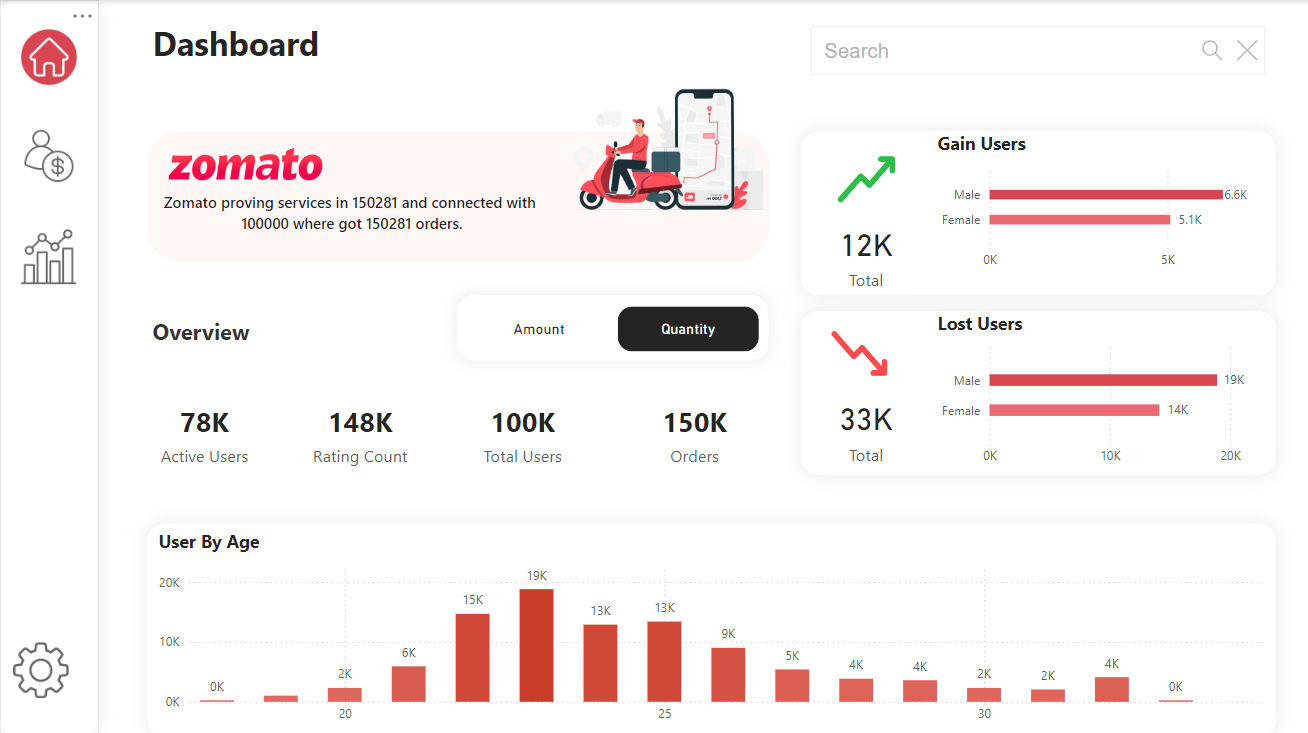 ...
Dashboard
Search
zomato
Zomato proving services in 150281 and connected with
100000 where got 150281 orders.
Gain Users
Male
6.6K
Female
5.1K
0K
5K
12K
Total
Overview
Amount
Quantity
Lost Users
Male
19K
Female
14K
0K
10K
20K
33K
Total
78K
Active Users
148K
Rating Count
100K
Total Users
150K
Orders
User By Age
20K
10K
0K
0K
2K
6K
15K
19K
13K
13K
9K
5K
4K
4K
2K
2K
4K
0K
20
25
30